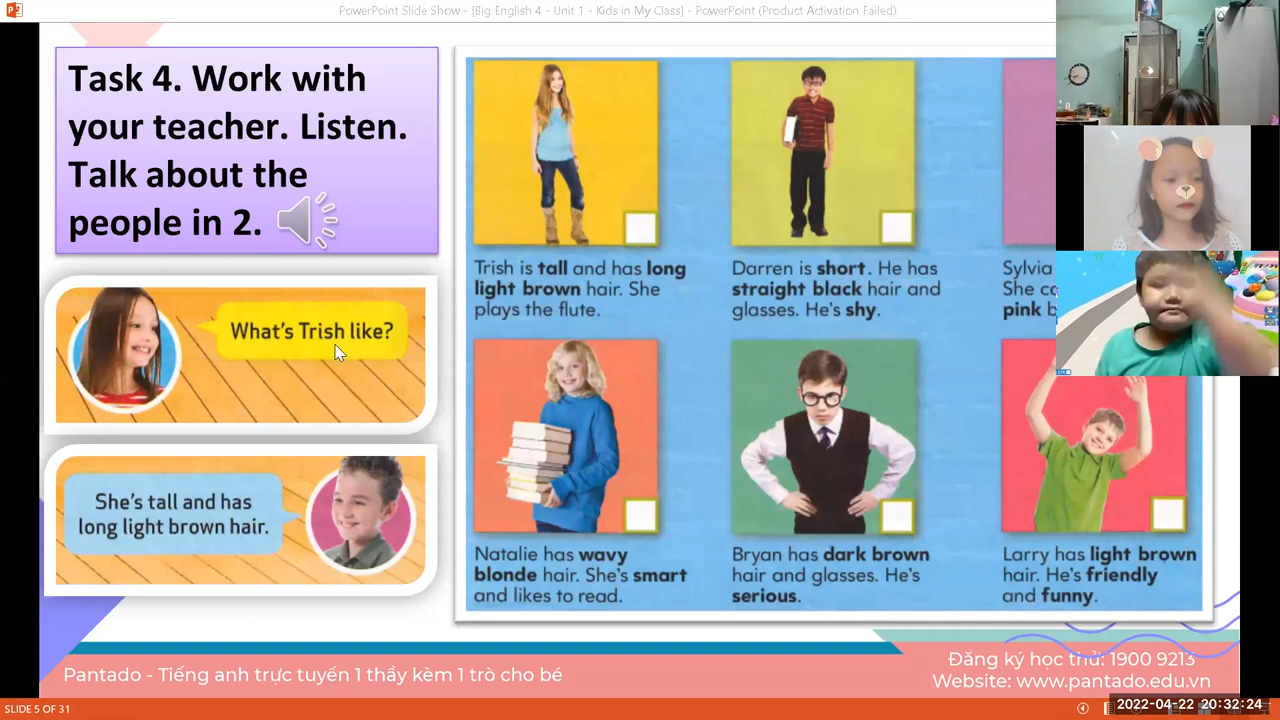 PowerPoint Slide Show - [Big English 4 - Unit 1 - Kids in My Class] - PowerPoint (Product Activation Failed)
Task 4. Work with
your teacher. Listen.
Talk about the
people in 2.
What's Trish like?
She's tall and has
long light brown hair.
Trish is tall and has long
light brown hair. She
plays the flute.
Darren is short. He has
straight black hair and
glasses. He's shy.
Sylvia
She
pink
Natalie has wavy
blonde hair. She's smart
and likes to read.
Bryan has dark brown
hair and glasses. He's
serious.
Larry has light brown
hair. He's friendly
and funny.
Pantado - Tiếng anh trực tuyến 1 thầy kèm 1 trò cho bé
Đăng ký học thử: 1900 9213
Website: www.pantado.edu.vn
SLIDE 5 OF 31
2022-04-22 20:32:24